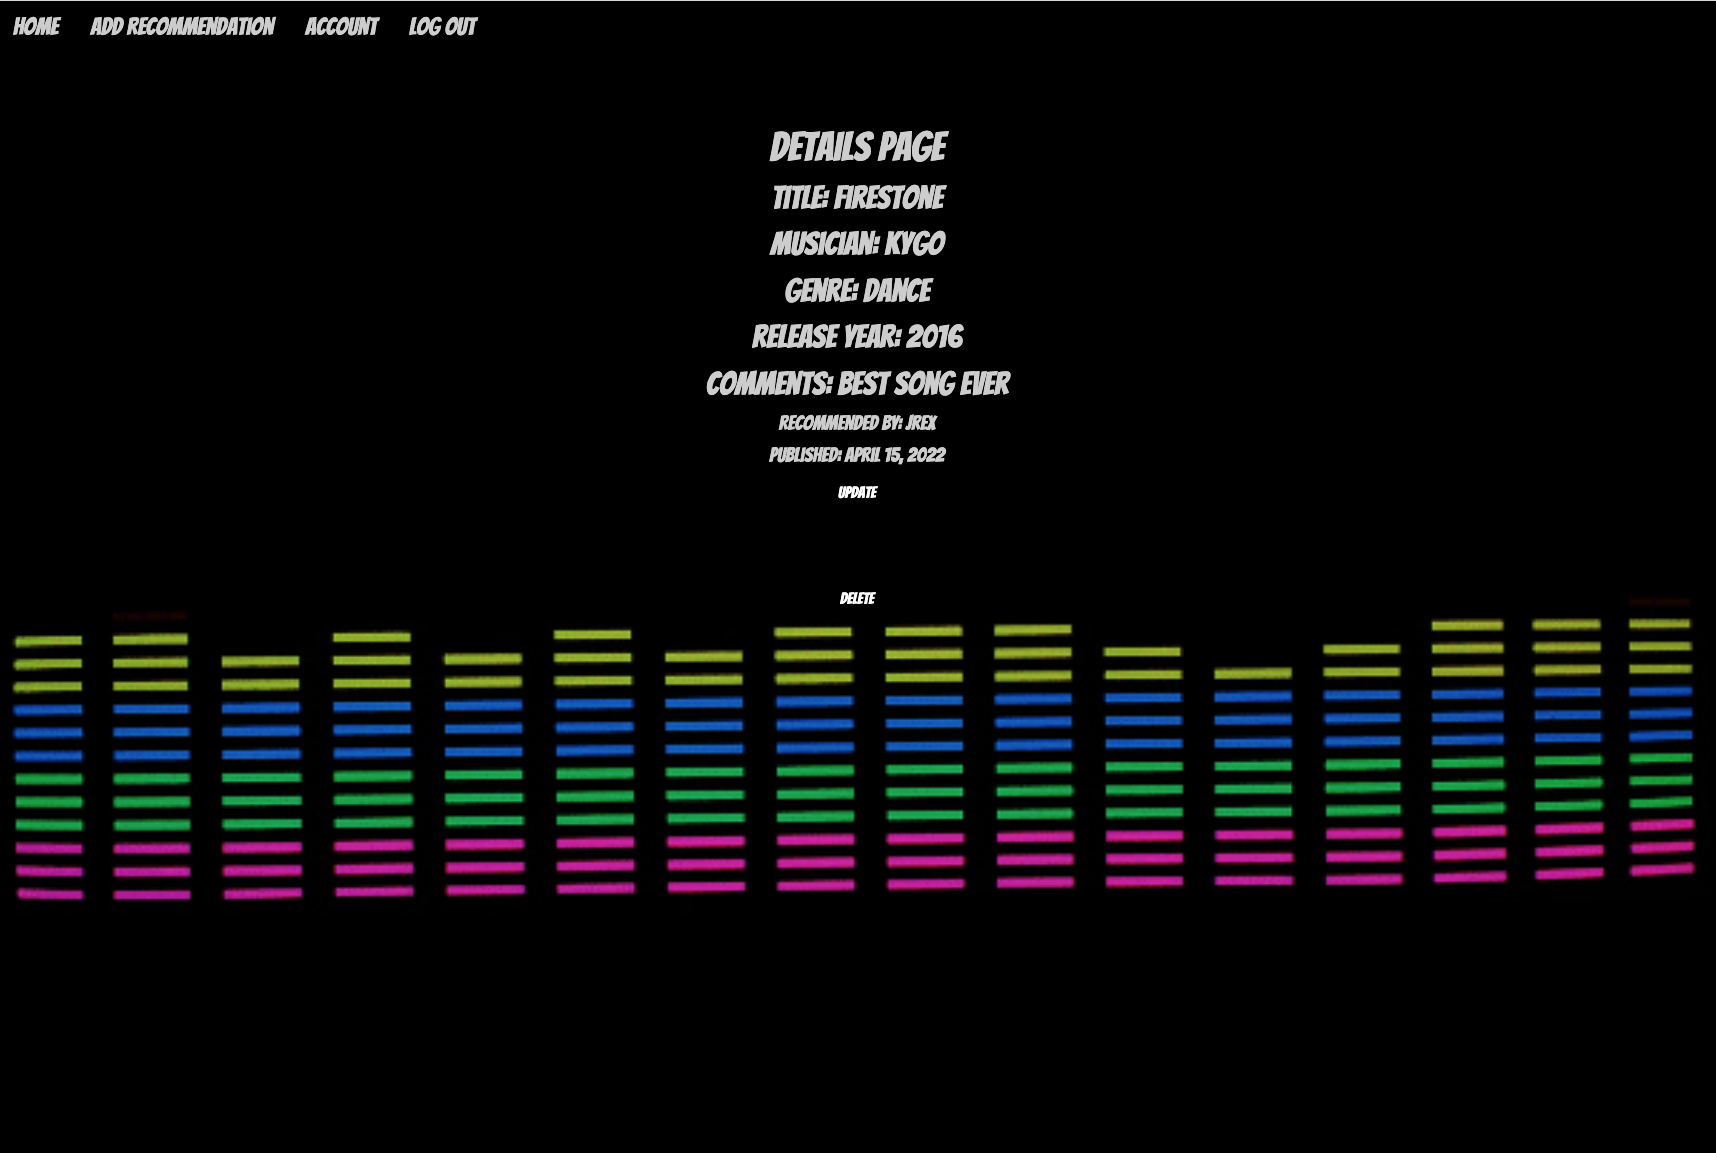 HOME ADD RECOMMENDATION ACCOUNT LOG OUT
DETAILS PAGE
TITLE: FIRESTONE
MUSICIAN: KYGO
GENRE: DANCE
RELEASE YEAR: 2016
COMMENTS: BEST SONG EVER
RECOMMENDED BY: JREX
PUBLISHED: APRIL 15, 2022
UPDATE
DELETE